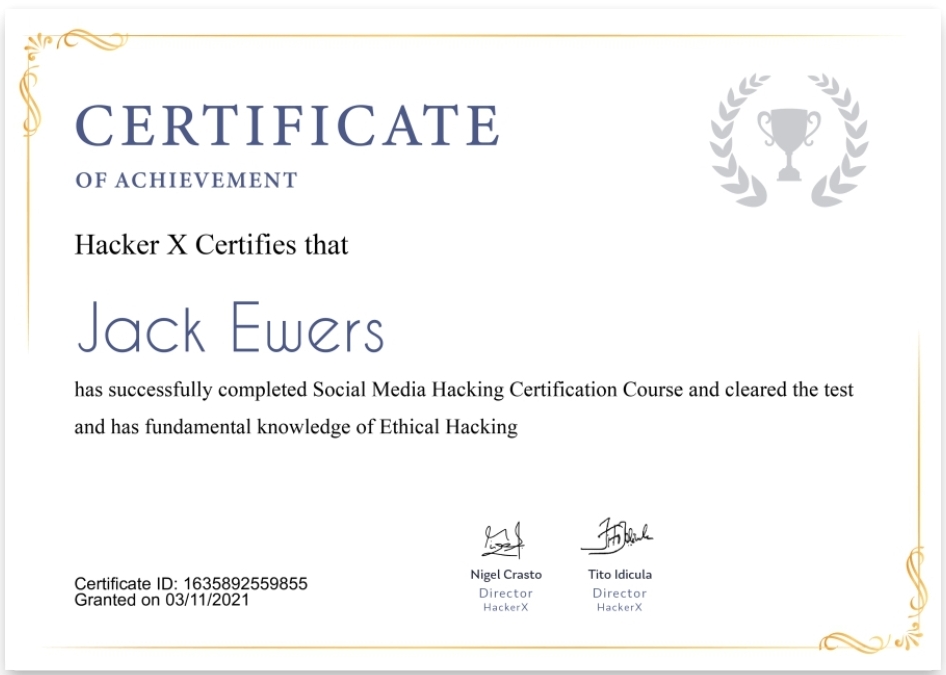 CERTIFICATE
OF ACHIEVEMENT
Hacker X Certifies that
Jack Ewers
has successfully completed Social Media Hacking Certification Course and cleared the test
and has fundamental knowledge of Ethical Hacking
Certificate ID: 1635892559855
Granted on 03/11/2021
Nigel Crasto
Director
HackerX
Tito Idicula
Director
HackerX